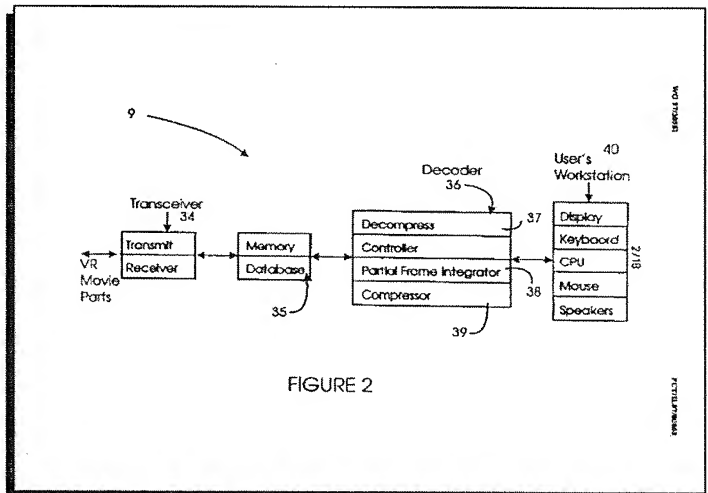 9
Transceiver
34
Transmit
Receiver
VR
Movie
Parts
Memory
Database
35
Decoder
36
Decompress
37
Controller
Partial Frame Integrator
38
Compressor
39
User's
Workstation
40
Display
Keyboard
CPU
Mouse
Speakers
2/18
FIGURE 2